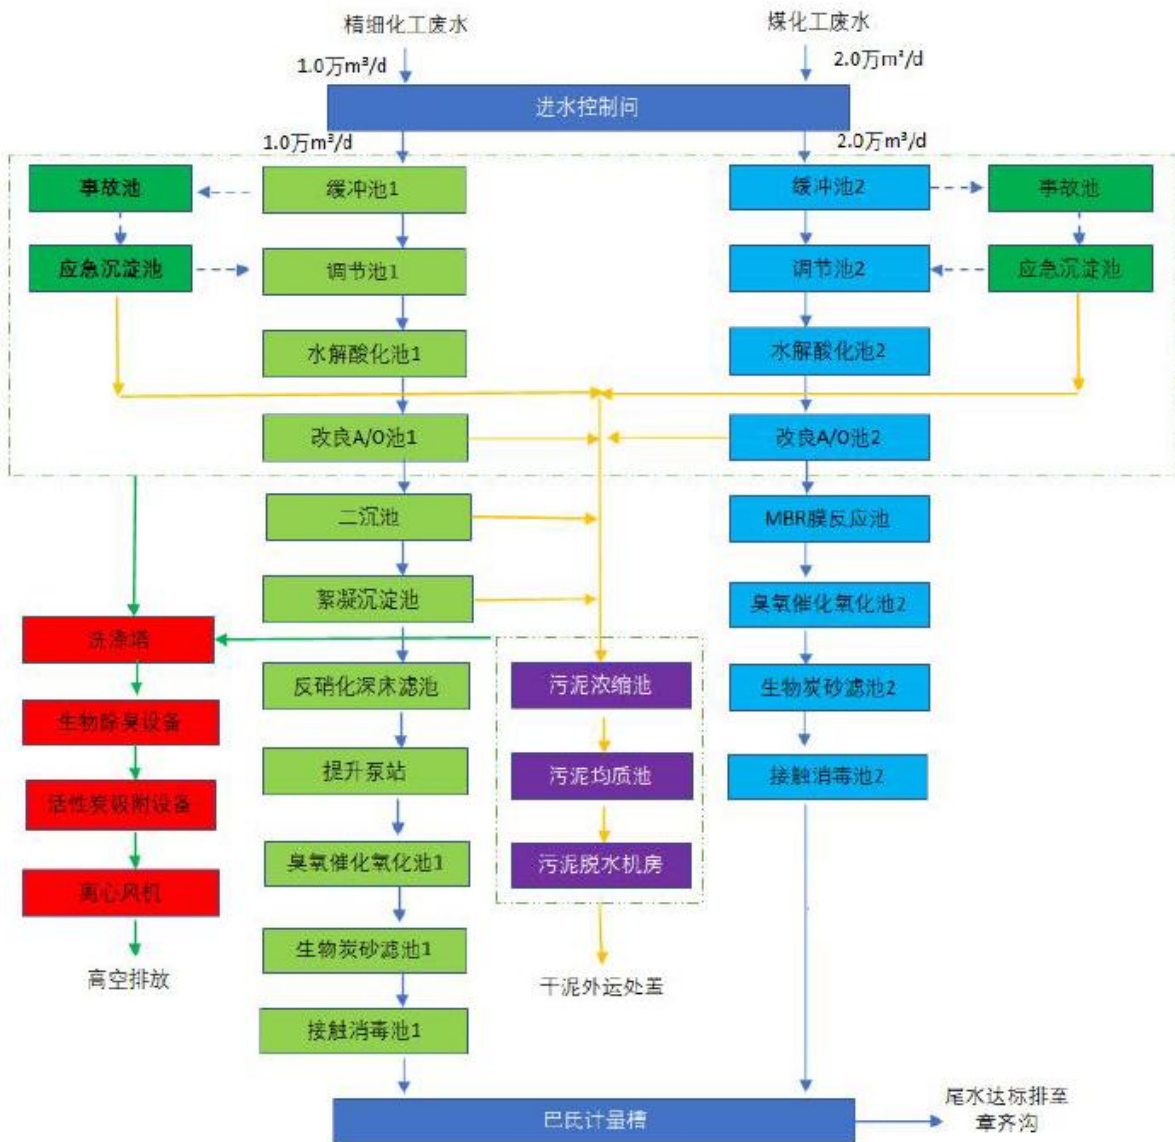 精细化工废水
煤化工废水
1.0万m³/d
2.0万m³/d
进水控制问
1.0万m³/d
2.0万m³/d
事故池
缓冲池1
缓冲池2
事故池
应急沉淀池
调节池1
调节池2
应急沉淀池
水解酸化池1
水解酸化池2
改良A/O池1
改良A/O池2
二沉池
MBR膜反应池
絮凝沉淀池
臭氧催化氧化池2
洗涤塔
反硝化深床滤池
污泥浓缩池
生物炭砂滤池2
生物除臭设备
提升泵站
污泥均质池
接触消毒池2
活性炭吸附设备
臭氧催化氧化池1
污泥脱水机房
离心风机
生物炭砂滤池1
高空排放
干泥外运处置
接触消毒池1
巴氏计量槽
尾水达标排至
章齐沟